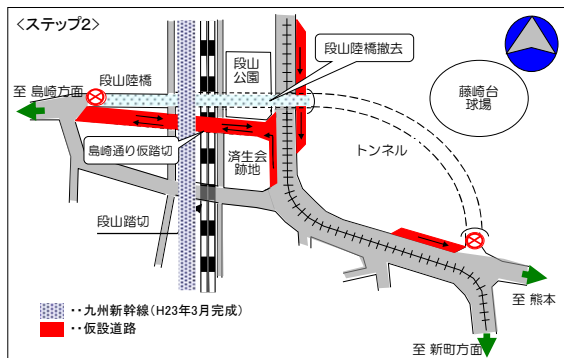 <ステップ2>
段山陸橋
段山
公園
段山陸橋撤去
至 島崎方面
藤崎台
球場
島崎通り仮踏切
済生会
跡地
トンネル
段山踏切
至 熊本
至 新町方面
・・九州新幹線(H23年3月完成)
・・仮設道路